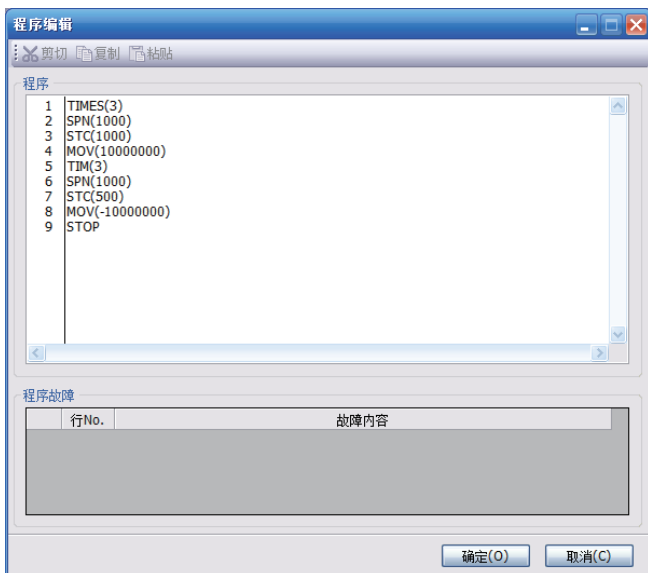 程序编辑
剪切 复制 粘贴
程序
1 TIMES(3)
2 SPN(1000)
3 STC(1000)
4 MOV(10000000)
5 TIM(3)
6 SPN(1000)
7 STC(500)
8 MOV(-10000000)
9 STOP
程序故障
行No. 故障内容
确定(O) 取消(C)